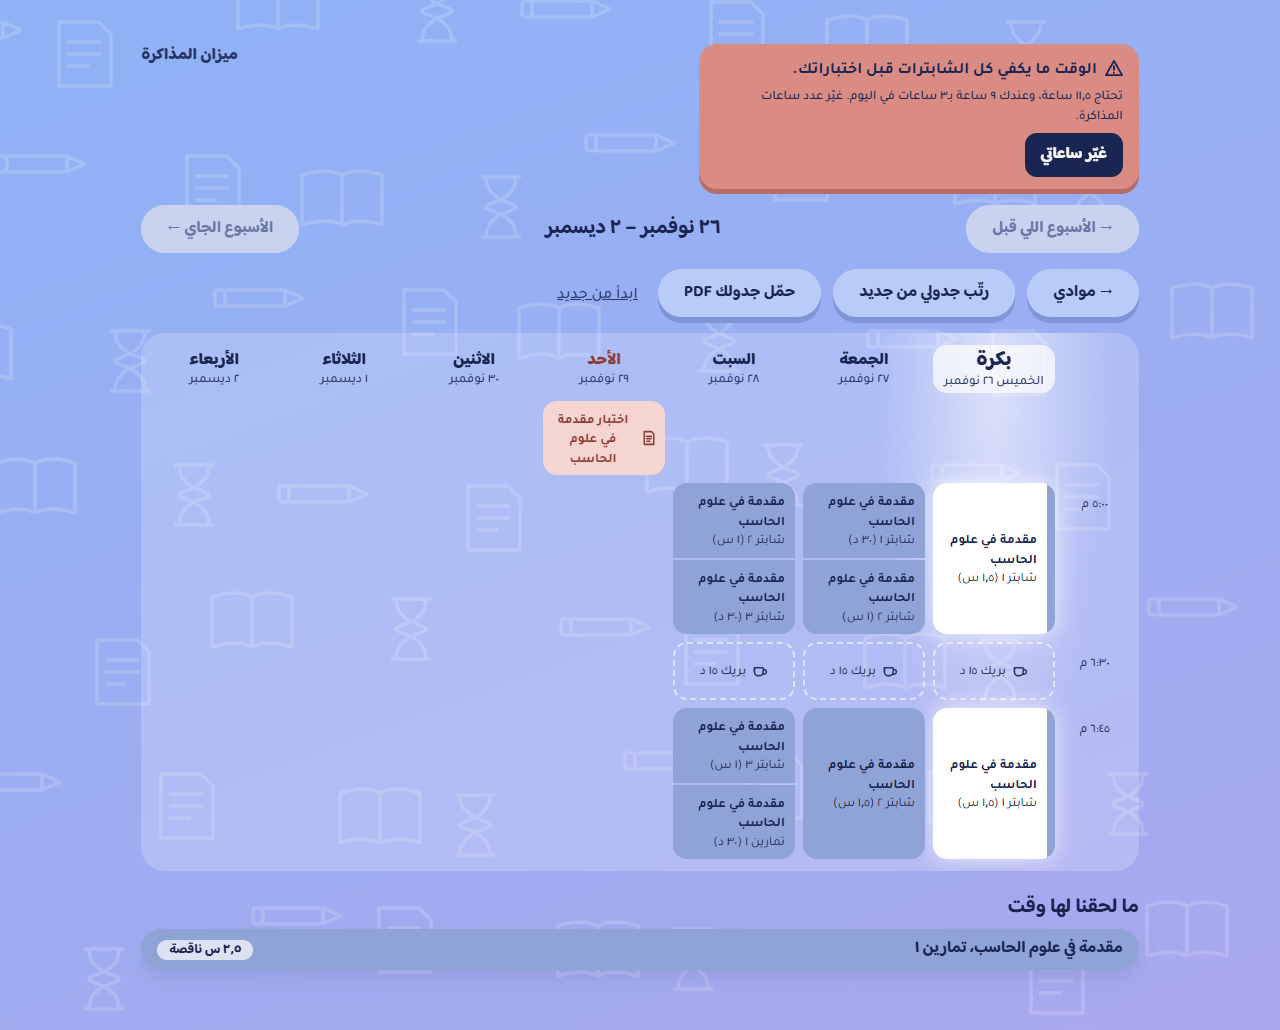 ميزان المذاكرة
الوقت ما يكفي كل الشابترات قبل اختباراتك.
تحتاج ١١٫٥ ساعة، وعندك ٩ ساعة بـ٣ ساعات في اليوم. غيّر عدد ساعات
المذاكرة.
غيّر ساعاتي
→ الأسبوع اللي قبل
٢٦ نوفمبر – ٢ ديسمبر
الأسبوع الجاي ←
→ موادي
رتّب جدولي من جديد
حمّل جدولك PDF
ابدأ من جديد
بكرة
الخميس ٢٦ نوفمبر
الجمعة
٢٧ نوفمبر
السبت
٢٨ نوفمبر
الأحد
٢٩ نوفمبر
الاثنين
٣٠ نوفمبر
الثلاثاء
١ ديسمبر
الأربعاء
٢ ديسمبر
اختبار مقدمة
في علوم
الحاسب
٥:٠٠ م
مقدمة في علوم
الحاسب
شابتر ١ (١٫٥ س)
مقدمة في علوم
الحاسب
شابتر ١ (٣٠ د)
مقدمة في علوم
الحاسب
شابتر ٢ (١ س)
مقدمة في علوم
الحاسب
شابتر ٢ (١ س)
مقدمة في علوم
الحاسب
شابتر ٣ (٣٠ د)
٦:٣٠ م
بريك ١٥ د
بريك ١٥ د
بريك ١٥ د
٦:٤٥ م
مقدمة في علوم
الحاسب
شابتر ١ (١٫٥ س)
مقدمة في علوم
الحاسب
شابتر ٢ (١٫٥ س)
مقدمة في علوم
الحاسب
شابتر ٣ (١ س)
مقدمة في علوم
الحاسب
تمارين ١ (٣٠ د)
ما لحقنا لها وقت
مقدمة في علوم الحاسب، تمارين ١
٢٫٥ س ناقصة